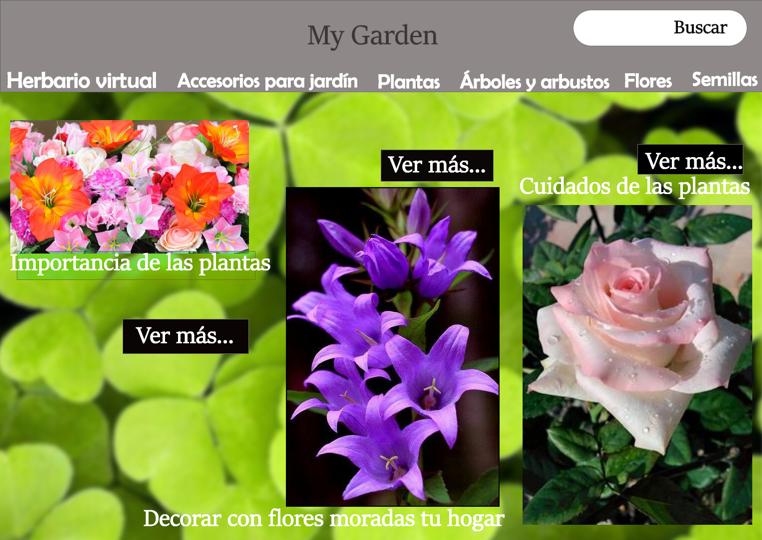 My Garden
Buscar
Herbario virtual Accesorios para jardín Plantas Árboles y arbustos Flores Semillas
Ver más...
Ver más...
Cuidados de las plantas
Importancia de las plantas
Ver más...
Decorar con flores moradas tu hogar